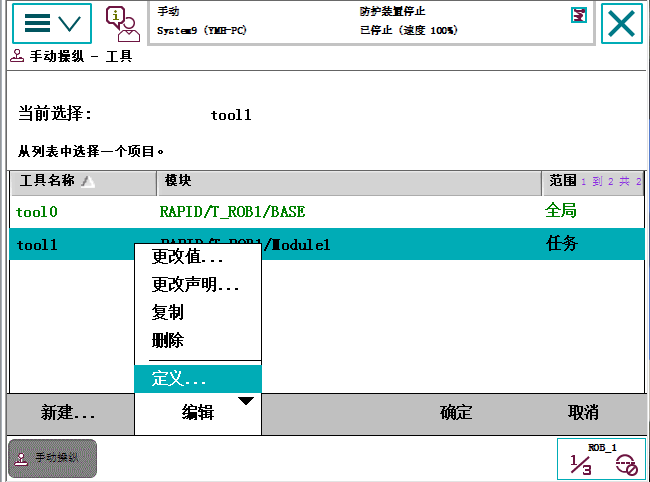 手动
System9 (YMH-PC)
防护装置停止
已停止 (速度 100%)
手动操纵 - 工具
当前选择:
tool1
从列表中选择一个项目。
工具名称
模块
范围 1 到 2 共 2
tool0
RAPID/T_ROB1/BASE
全局
tool1
RAPID/T_ROB1/Module1
任务
更改值...
更改声明...
复制
删除
定义...
新建...
编辑
确定
取消
手动操纵
ROB_1
1/3